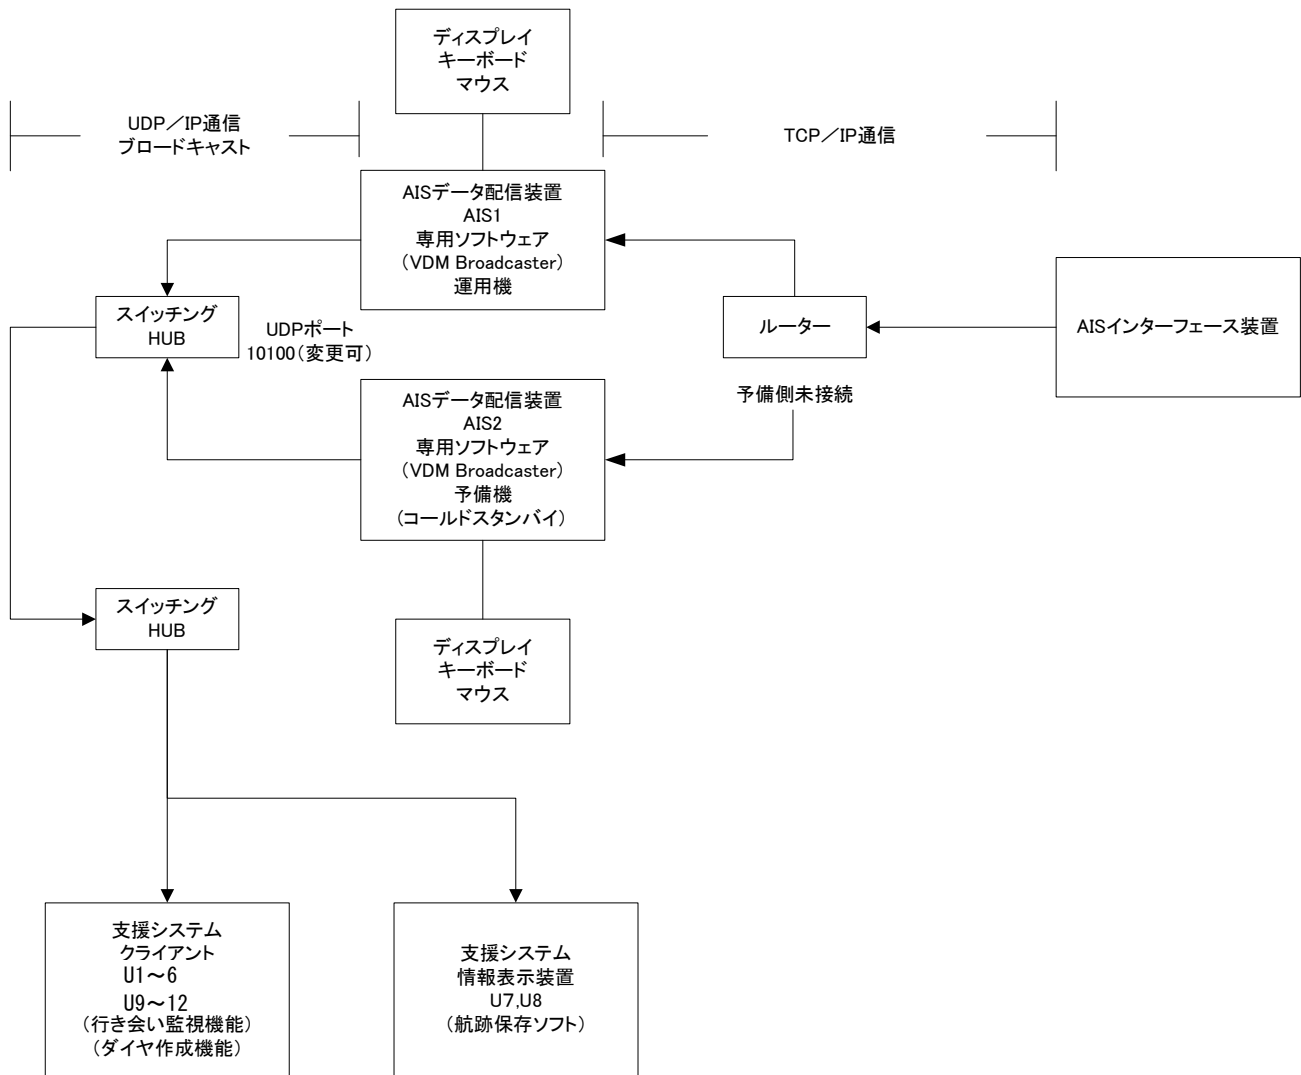 ディスプレイ
キーボード
マウス
UDP／IP通信
ブロードキャスト
TCP／IP通信
AISデータ配信装置
AIS1
専用ソフトウェア
（VDM Broadcaster）
運用機
スイッチング
HUB
UDPポート
10100（変更可）
ルーター
AISインターフェース装置
予備側未接続
AISデータ配信装置
AIS2
専用ソフトウェア
（VDM Broadcaster）
予備機
（コールドスタンバイ）
スイッチング
HUB
ディスプレイ
キーボード
マウス
支援システム
クライアント
U1～6
U9～12
（行き会い監視機能）
（ダイヤ作成機能）
支援システム
情報表示装置
U7,U8
（航跡保存ソフト）